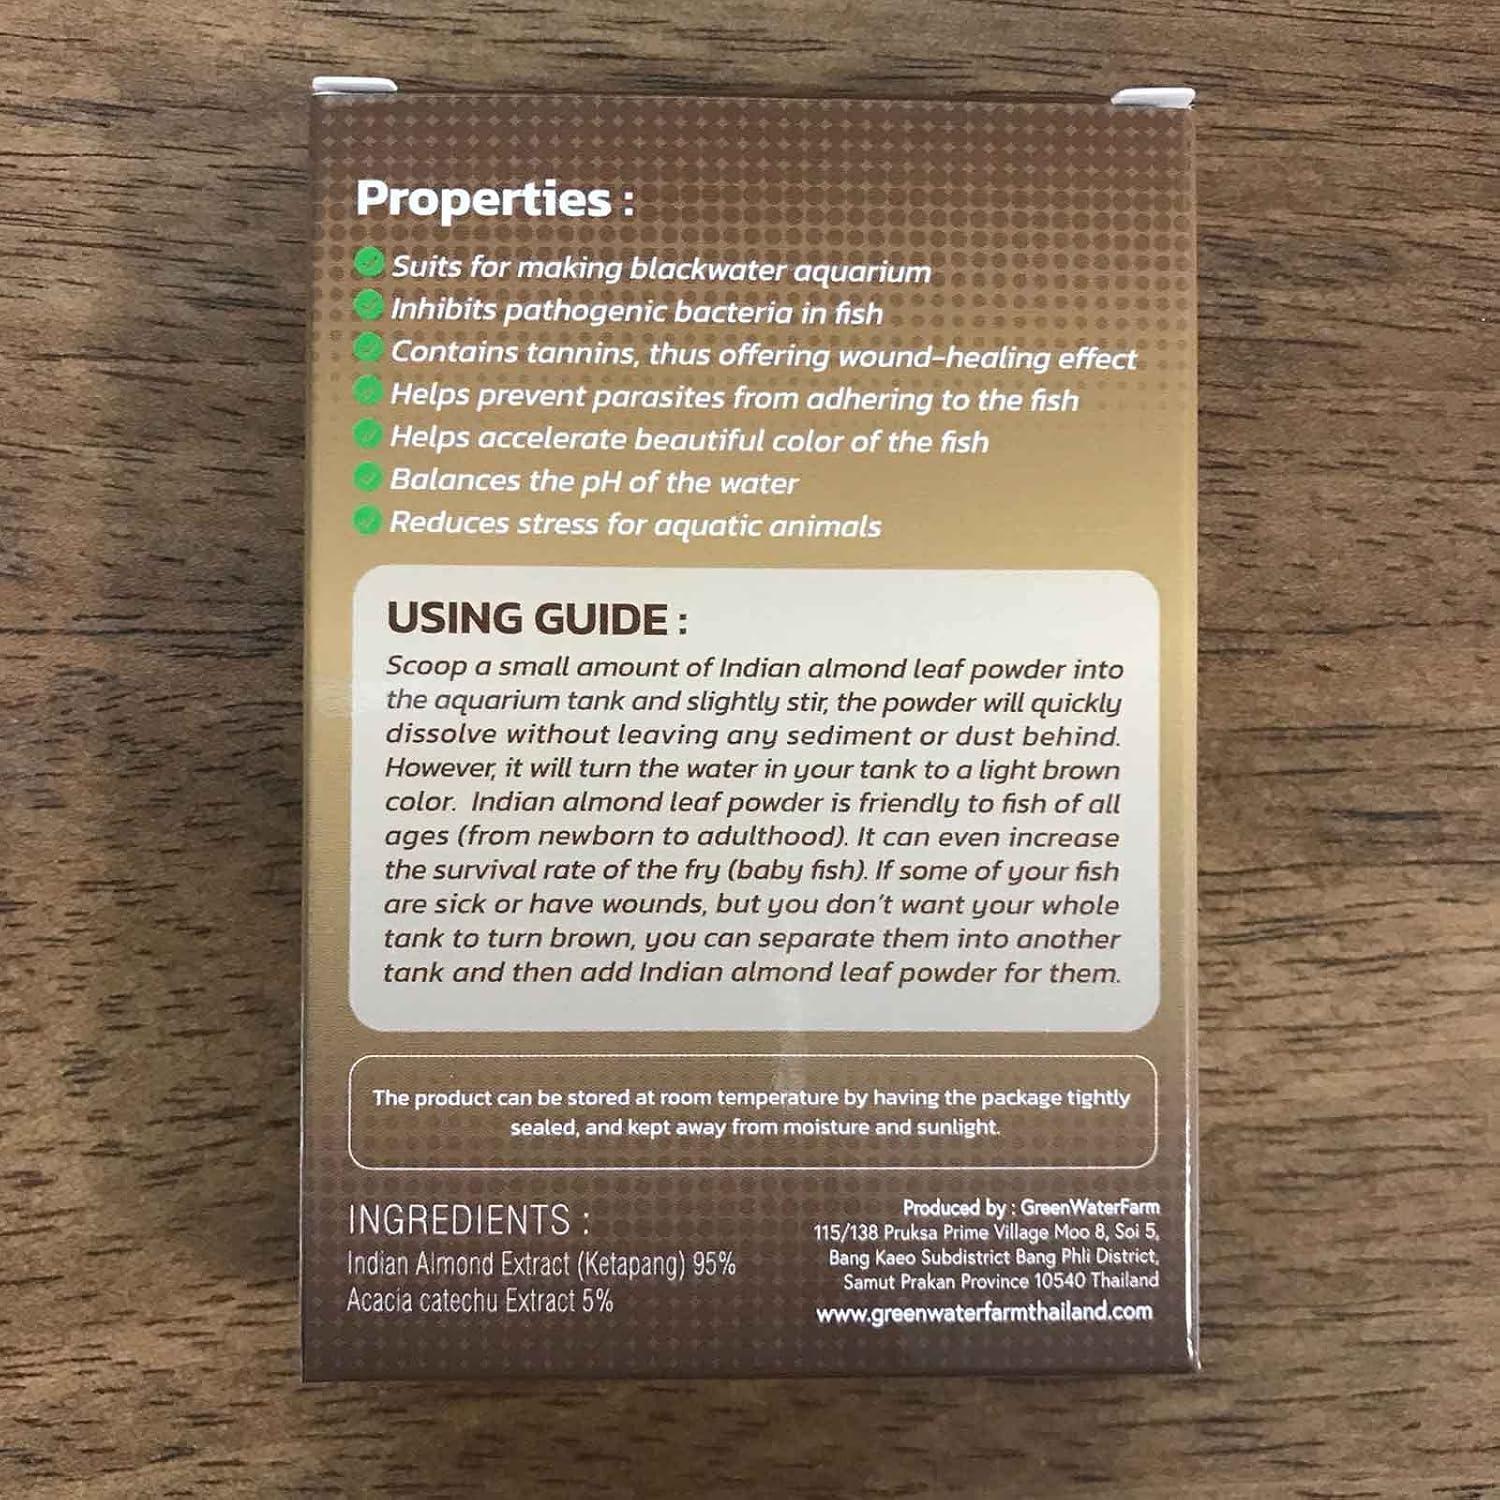 Properties :
Suits for making blackwater aquarium
Inhibits pathogenic bacteria in fish
Contains tannins, thus offering wound-healing effect
Helps prevent parasites from adhering to the fish
Helps accelerate beautiful color of the fish
Balances the pH of the water
Reduces stress for aquatic animals
USING GUIDE :
Scoop a small amount of Indian almond leaf powder into
the aquarium tank and slightly stir, the powder will quickly
dissolve without leaving any sediment or dust behind.
However, it will turn the water in your tank to a light brown
color. Indian almond leaf powder is friendly to fish of all
ages (from newborn to adulthood). It can even increase
the survival rate of the fry (baby fish). If some of your fish
are sick or have wounds, but you don't want your whole
tank to turn brown, you can separate them into another
tank and then add Indian almond leaf powder for them.
The product can be stored at room temperature by having the package tightly
sealed, and kept away from moisture and sunlight.
INGREDIENTS :
Indian Almond Extract (Ketapang) 95%
Acacia catechu Extract 5%
Produced by : GreenWaterFarm
115/138 Pruksa Prime Village Moo 8, Soi 5,
Bang Kaeo Subdistrict Bang Phli District,
Samut Prakan Province 10540 Thailand
www.greenwaterfarmthailand.com